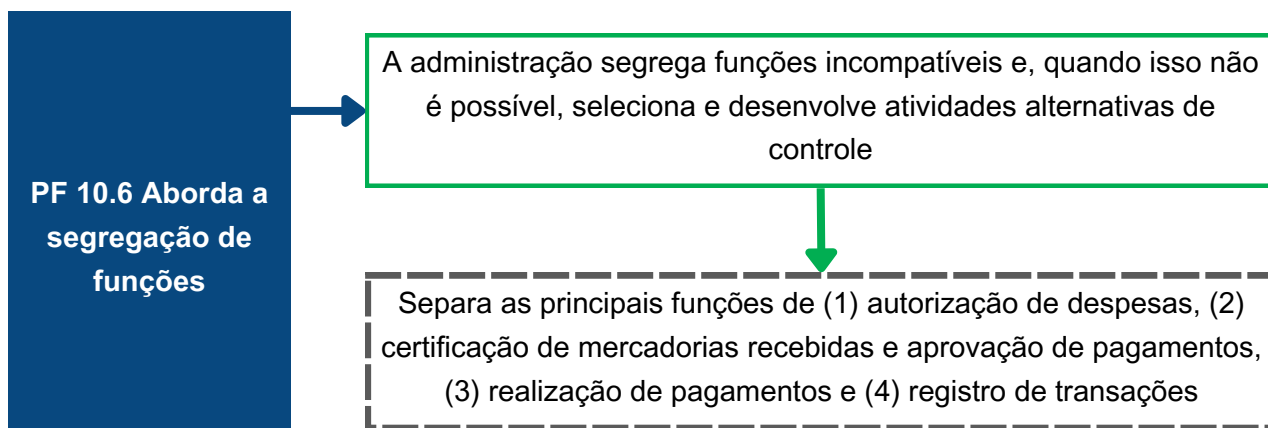 PF 10.6 Aborda a
segregação de
funções
A administração segrega funções incompatíveis e, quando isso não
é possível, seleciona e desenvolve atividades alternativas de
controle
Separa as principais funções de (1) autorização de despesas, (2)
certificação de mercadorias recebidas e aprovação de pagamentos,
(3) realização de pagamentos e (4) registro de transações